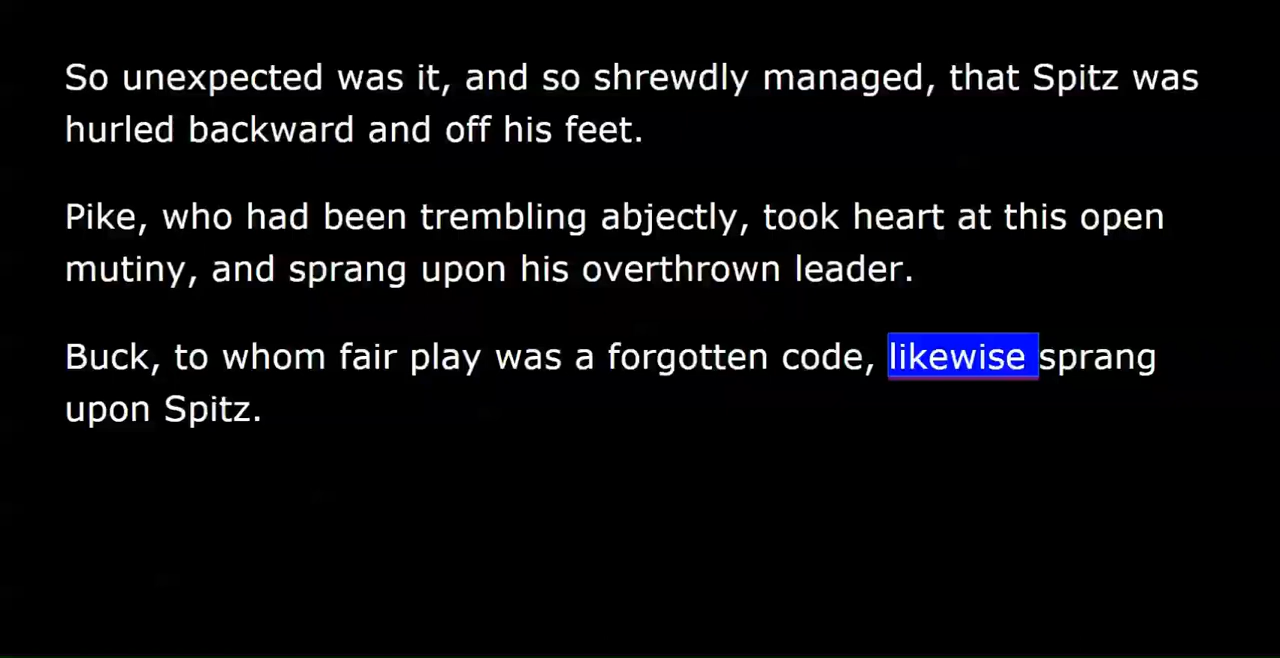 So unexpected was it, and so shrewdly managed, that Spitz was
hurled backward and off his feet.
Pike, who had been trembling abjectly, took heart at this open
mutiny, and sprang upon his overthrown leader.
Buck, to whom fair play was a forgotten code, likewise sprang
upon Spitz.